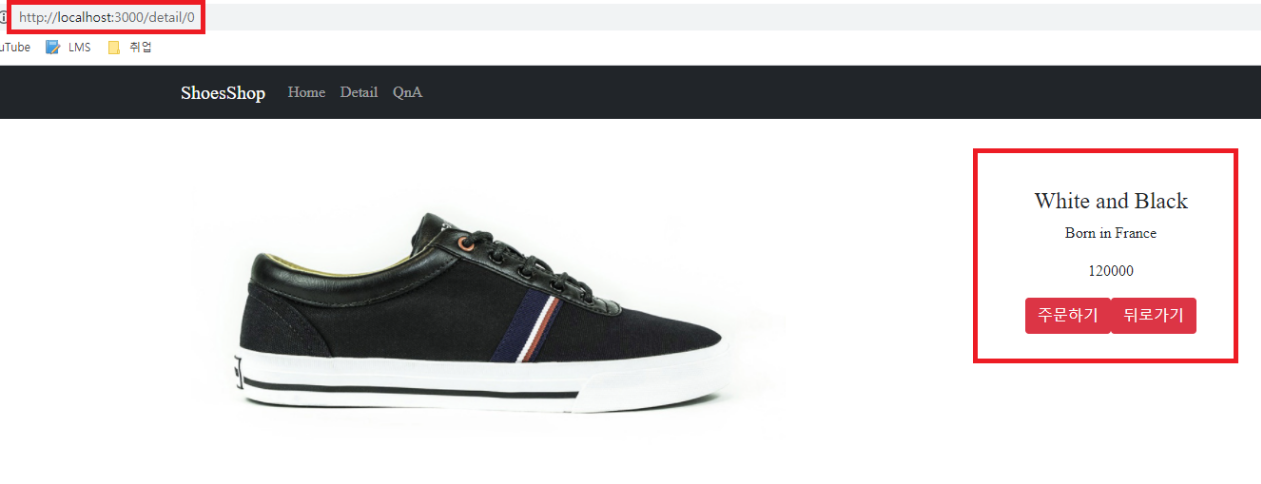 http://localhost:3000/detail/0
uTube LMS 취업
ShoesShop Home Detail QnA
White and Black
Born in France
120000
주문하기 뒤로가기